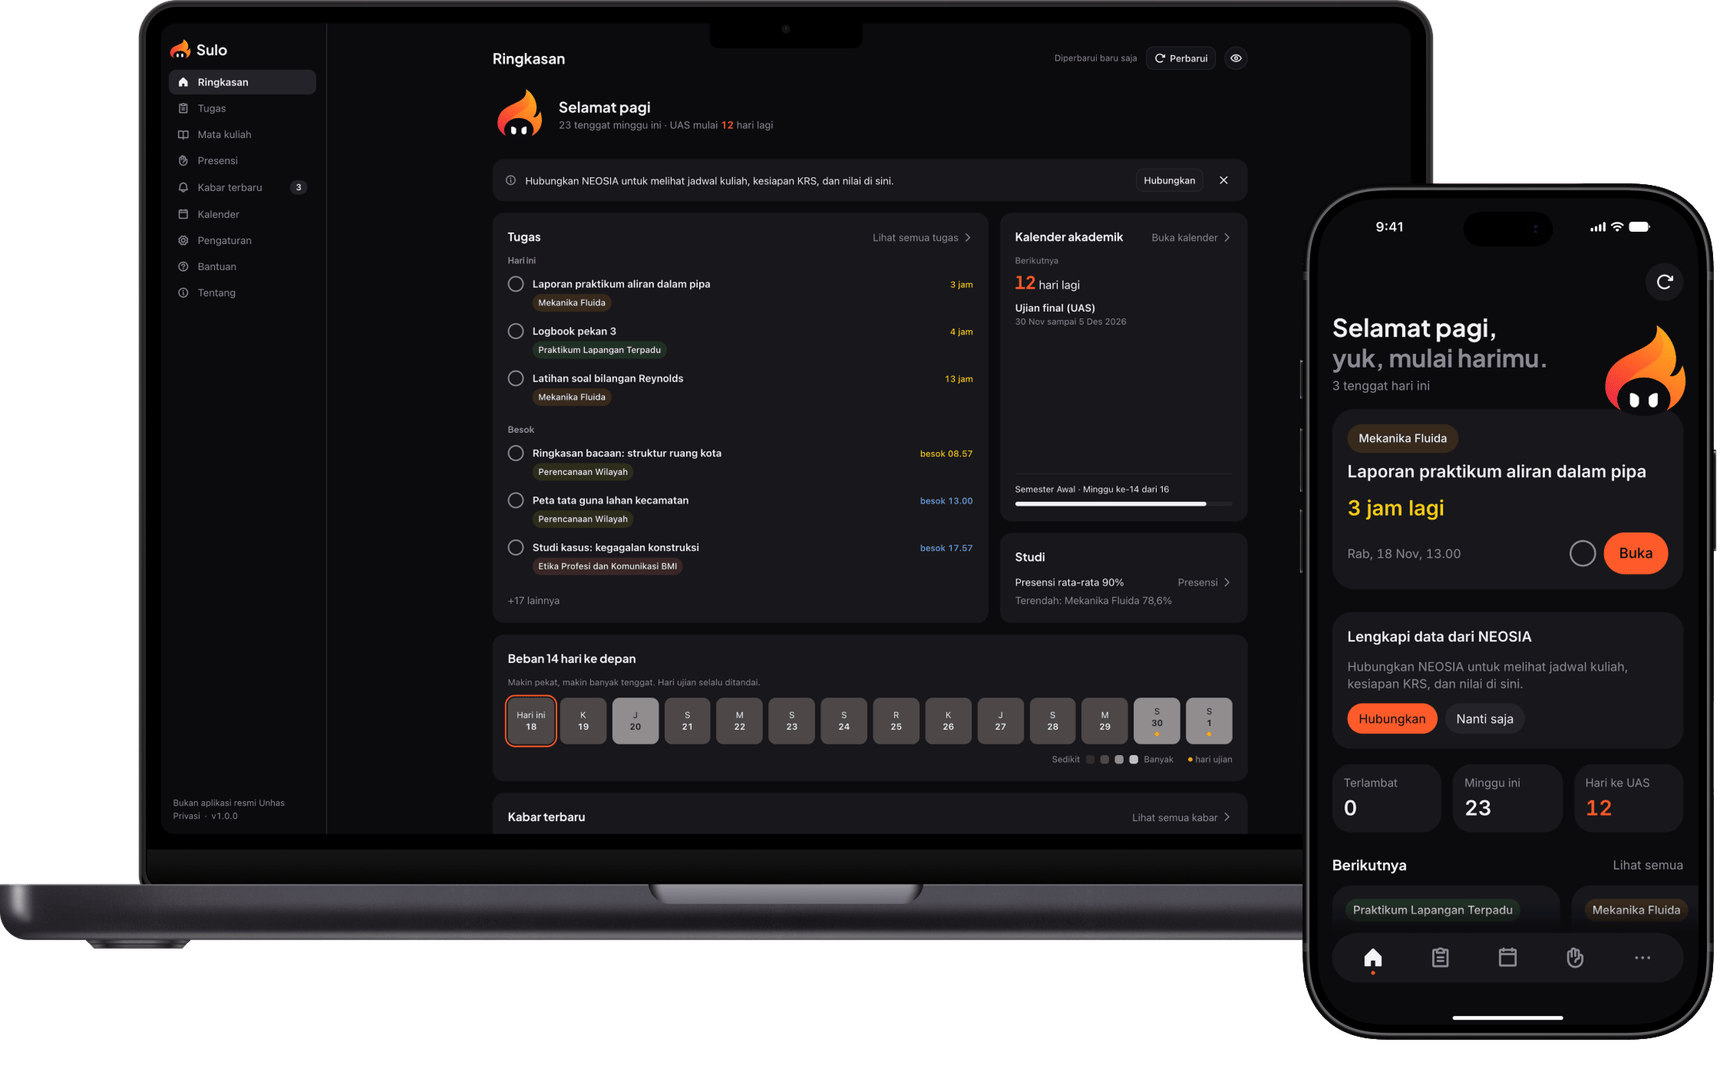 Sulo
Ringkasan
Tugas
Mata kuliah
Presensi
Kabar terbaru 3
Kalender
Pengaturan
Bantuan
Tentang
Bukan aplikasi resmi Unhas
Privasi · v1.0.0
Ringkasan
Diperbarui baru saja
Perbarui
Selamat pagi
23 tenggat minggu ini · UAS mulai 12 hari lagi
Hubungkan NEOSIA untuk melihat jadwal kuliah, kesiapan KRS, dan nilai di sini.
Hubungkan
Tugas
Lihat semua tugas
Hari ini
Laporan praktikum aliran dalam pipa 3 jam
Mekanika Fluida
Logbook pekan 3 4 jam
Praktikum Lapangan Terpadu
Latihan soal bilangan Reynolds 13 jam
Mekanika Fluida
Besok
Ringkasan bacaan: struktur ruang kota besok 08.57
Perencanaan Wilayah
Peta tata guna lahan kecamatan besok 13.00
Perencanaan Wilayah
Studi kasus: kegagalan konstruksi besok 17.57
Etika Profesi dan Komunikasi BMI
+17 lainnya
Kalender akademik
Buka kalender
Berikutnya
12 hari lagi
Ujian final (UAS)
30 Nov sampai 5 Des 2026
Semester Awal · Minggu ke-14 dari 16
Studi
Presensi rata-rata 90% Presensi
Terendah: Mekanika Fluida 78,6%
Beban 14 hari ke depan
Makin pekat, makin banyak tenggat. Hari ujian selalu ditandai.
Hari ini K J S M S S R K J S M S S
18 19 20 21 22 23 24 25 26 27 28 29 30 1
Sedikit Banyak hari ujian
Kabar terbaru
Lihat semua kabar
9:41
Selamat pagi,
yuk, mulai harimu.
3 tenggat hari ini
Mekanika Fluida
Laporan praktikum aliran dalam pipa
3 jam lagi
Rab, 18 Nov, 13.00
Buka
Lengkapi data dari NEOSIA
Hubungkan NEOSIA untuk melihat jadwal kuliah,
kesiapan KRS, dan nilai di sini.
Hubungkan
Nanti saja
Terlambat Minggu ini Hari ke UAS
0 23 12
Berikutnya
Lihat semua
Praktikum Lapangan Terpadu
Mekanika Fluida